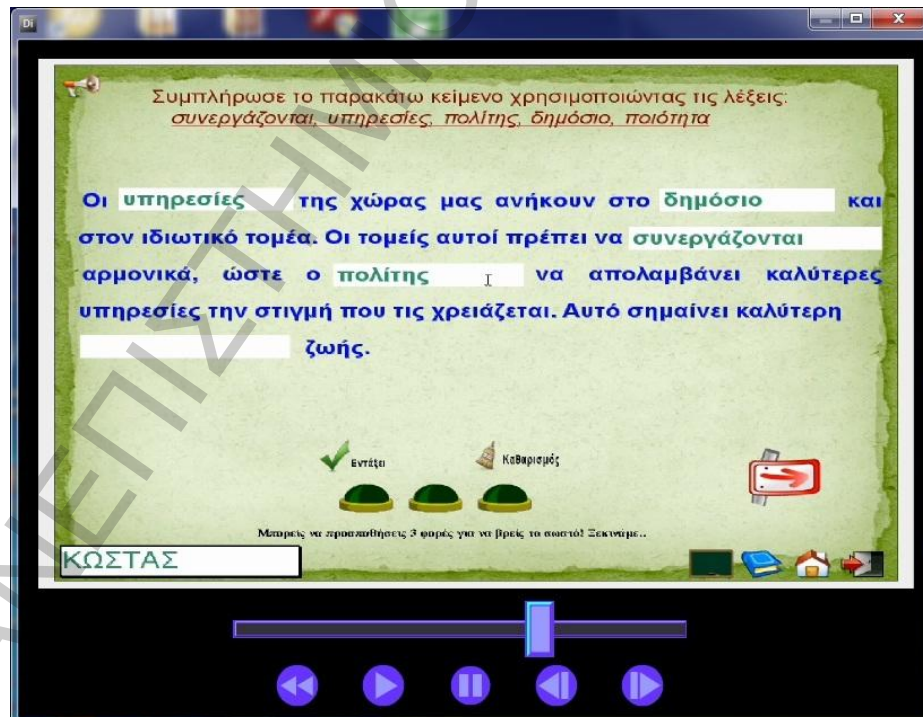 Di
Συμπλήρωσε το παρακάτω κείμενο χρησιμοποιώντας τις λέξεις:
συνεργάζονται, υπηρεσίες, πολίτης, δημόσιο, ποιότητα
Οι υπηρεσίες της χώρας μας ανήκουν στο δημόσιο και
στον ιδιωτικό τομέα. Οι τομείς αυτοί πρέπει να συνεργάζονται
αρμονικά, ώστε ο πολίτης να απολαμβάνει καλύτερες
υπηρεσίες την στιγμή που τις χρειάζεται. Αυτό σημαίνει καλύτερη
ζωής.
Εντάξει Καθαρισμός
Μπορείς να προσπαθήσεις 3 φορές για να βρείς το σωστό! Ξεκινάμε..
ΚΩΣΤΑΣ